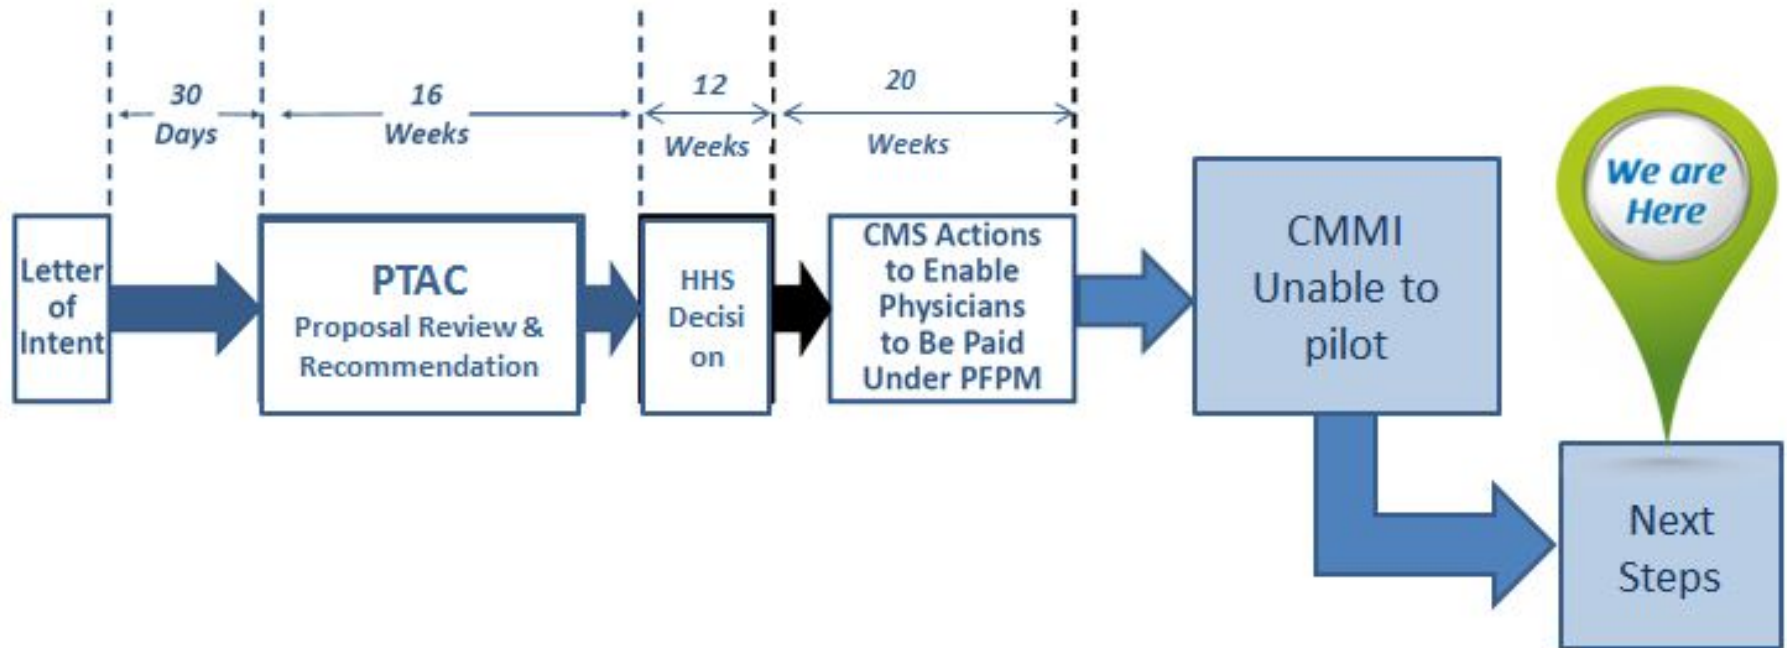 30
Days
16
Weeks
12
Weeks
20
Weeks
Letter
of
Intent
PTAC
Proposal Review &
Recommendation
HHS
Decisi
on
CMS Actions
to Enable
Physicians
to Be Paid
Under PFPM
CMMI
Unable to
pilot
We are
Here
Next
Steps